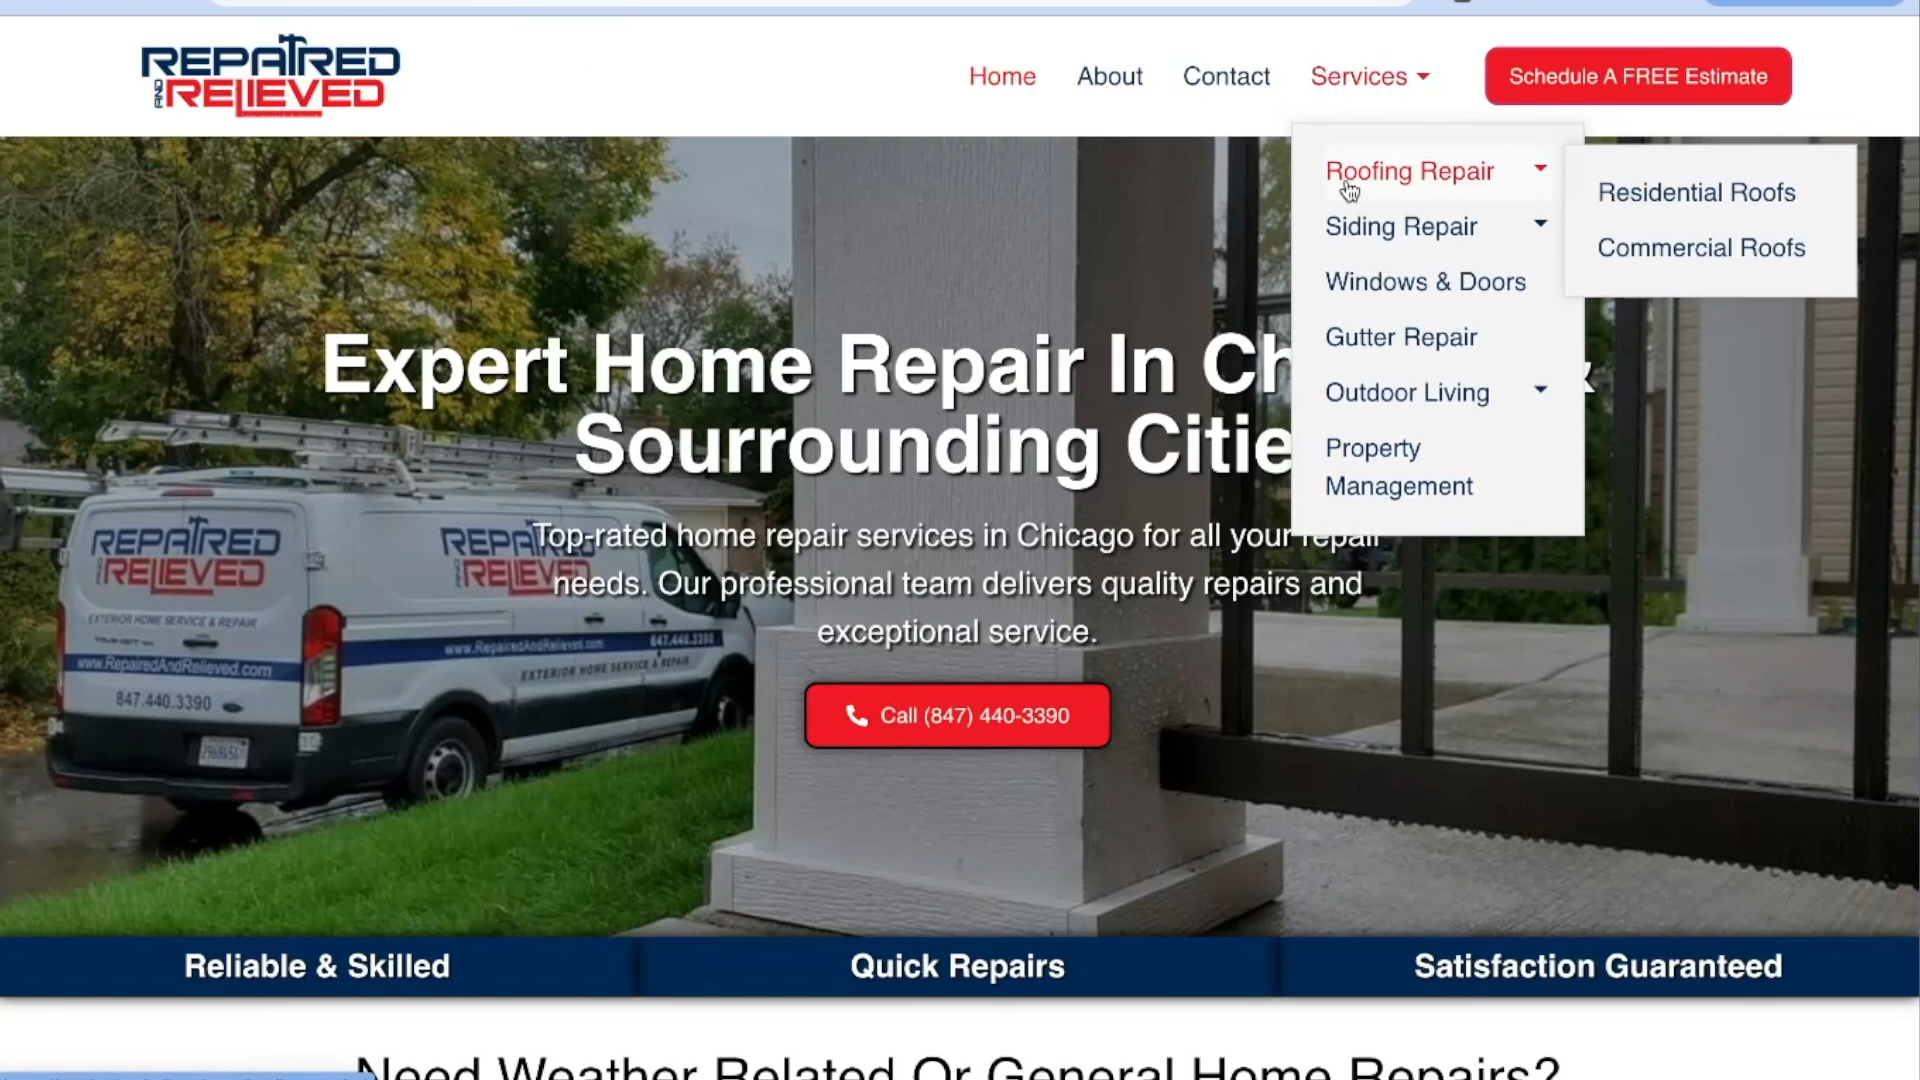 REPAIRED
AND RELIEVED
Home
About
Contact
Services
Schedule A FREE Estimate
Roofing Repair
Siding Repair
Windows & Doors
Gutter Repair
Outdoor Living
Property
Management
Residential Roofs
Commercial Roofs
Expert Home Repair In Ch &
Sourrounding Citie
Top-rated home repair services in Chicago for all your repair
needs. Our professional team delivers quality repairs and
exceptional service.
Call (847) 440-3390
REPAIRED
AND RELIEVED
EXTERIOR HOME SERVICE & REPAIR
www.RepairedAndRelieved.com
847.440.3390
REPAIRED
AND RELIEVED
www.RepairedAndRelieved.com
847.440.3390
EXTERIOR HOME SERVICE & REPAIR
Reliable & Skilled
Quick Repairs
Satisfaction Guaranteed
Need Weather Related Or General Home Repairs?